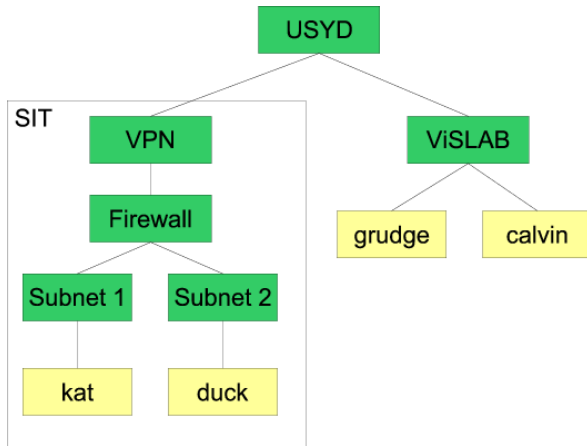 USYD
SIT
VPN
ViSLAB
Firewall
grudge
calvin
Subnet 1
Subnet 2
kat
duck